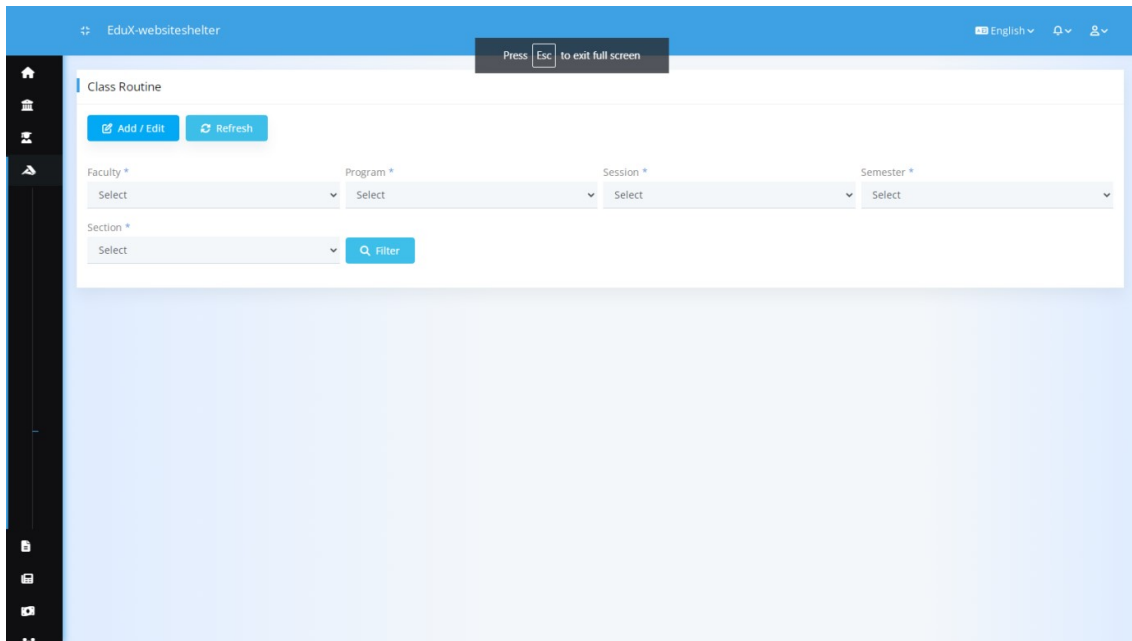 EduX-websiteshelter
English
Press Esc to exit full screen
Class Routine
Add / Edit
Refresh
Faculty *
Program *
Session *
Semester *
Select
Select
Select
Select
Section *
Select
Filter